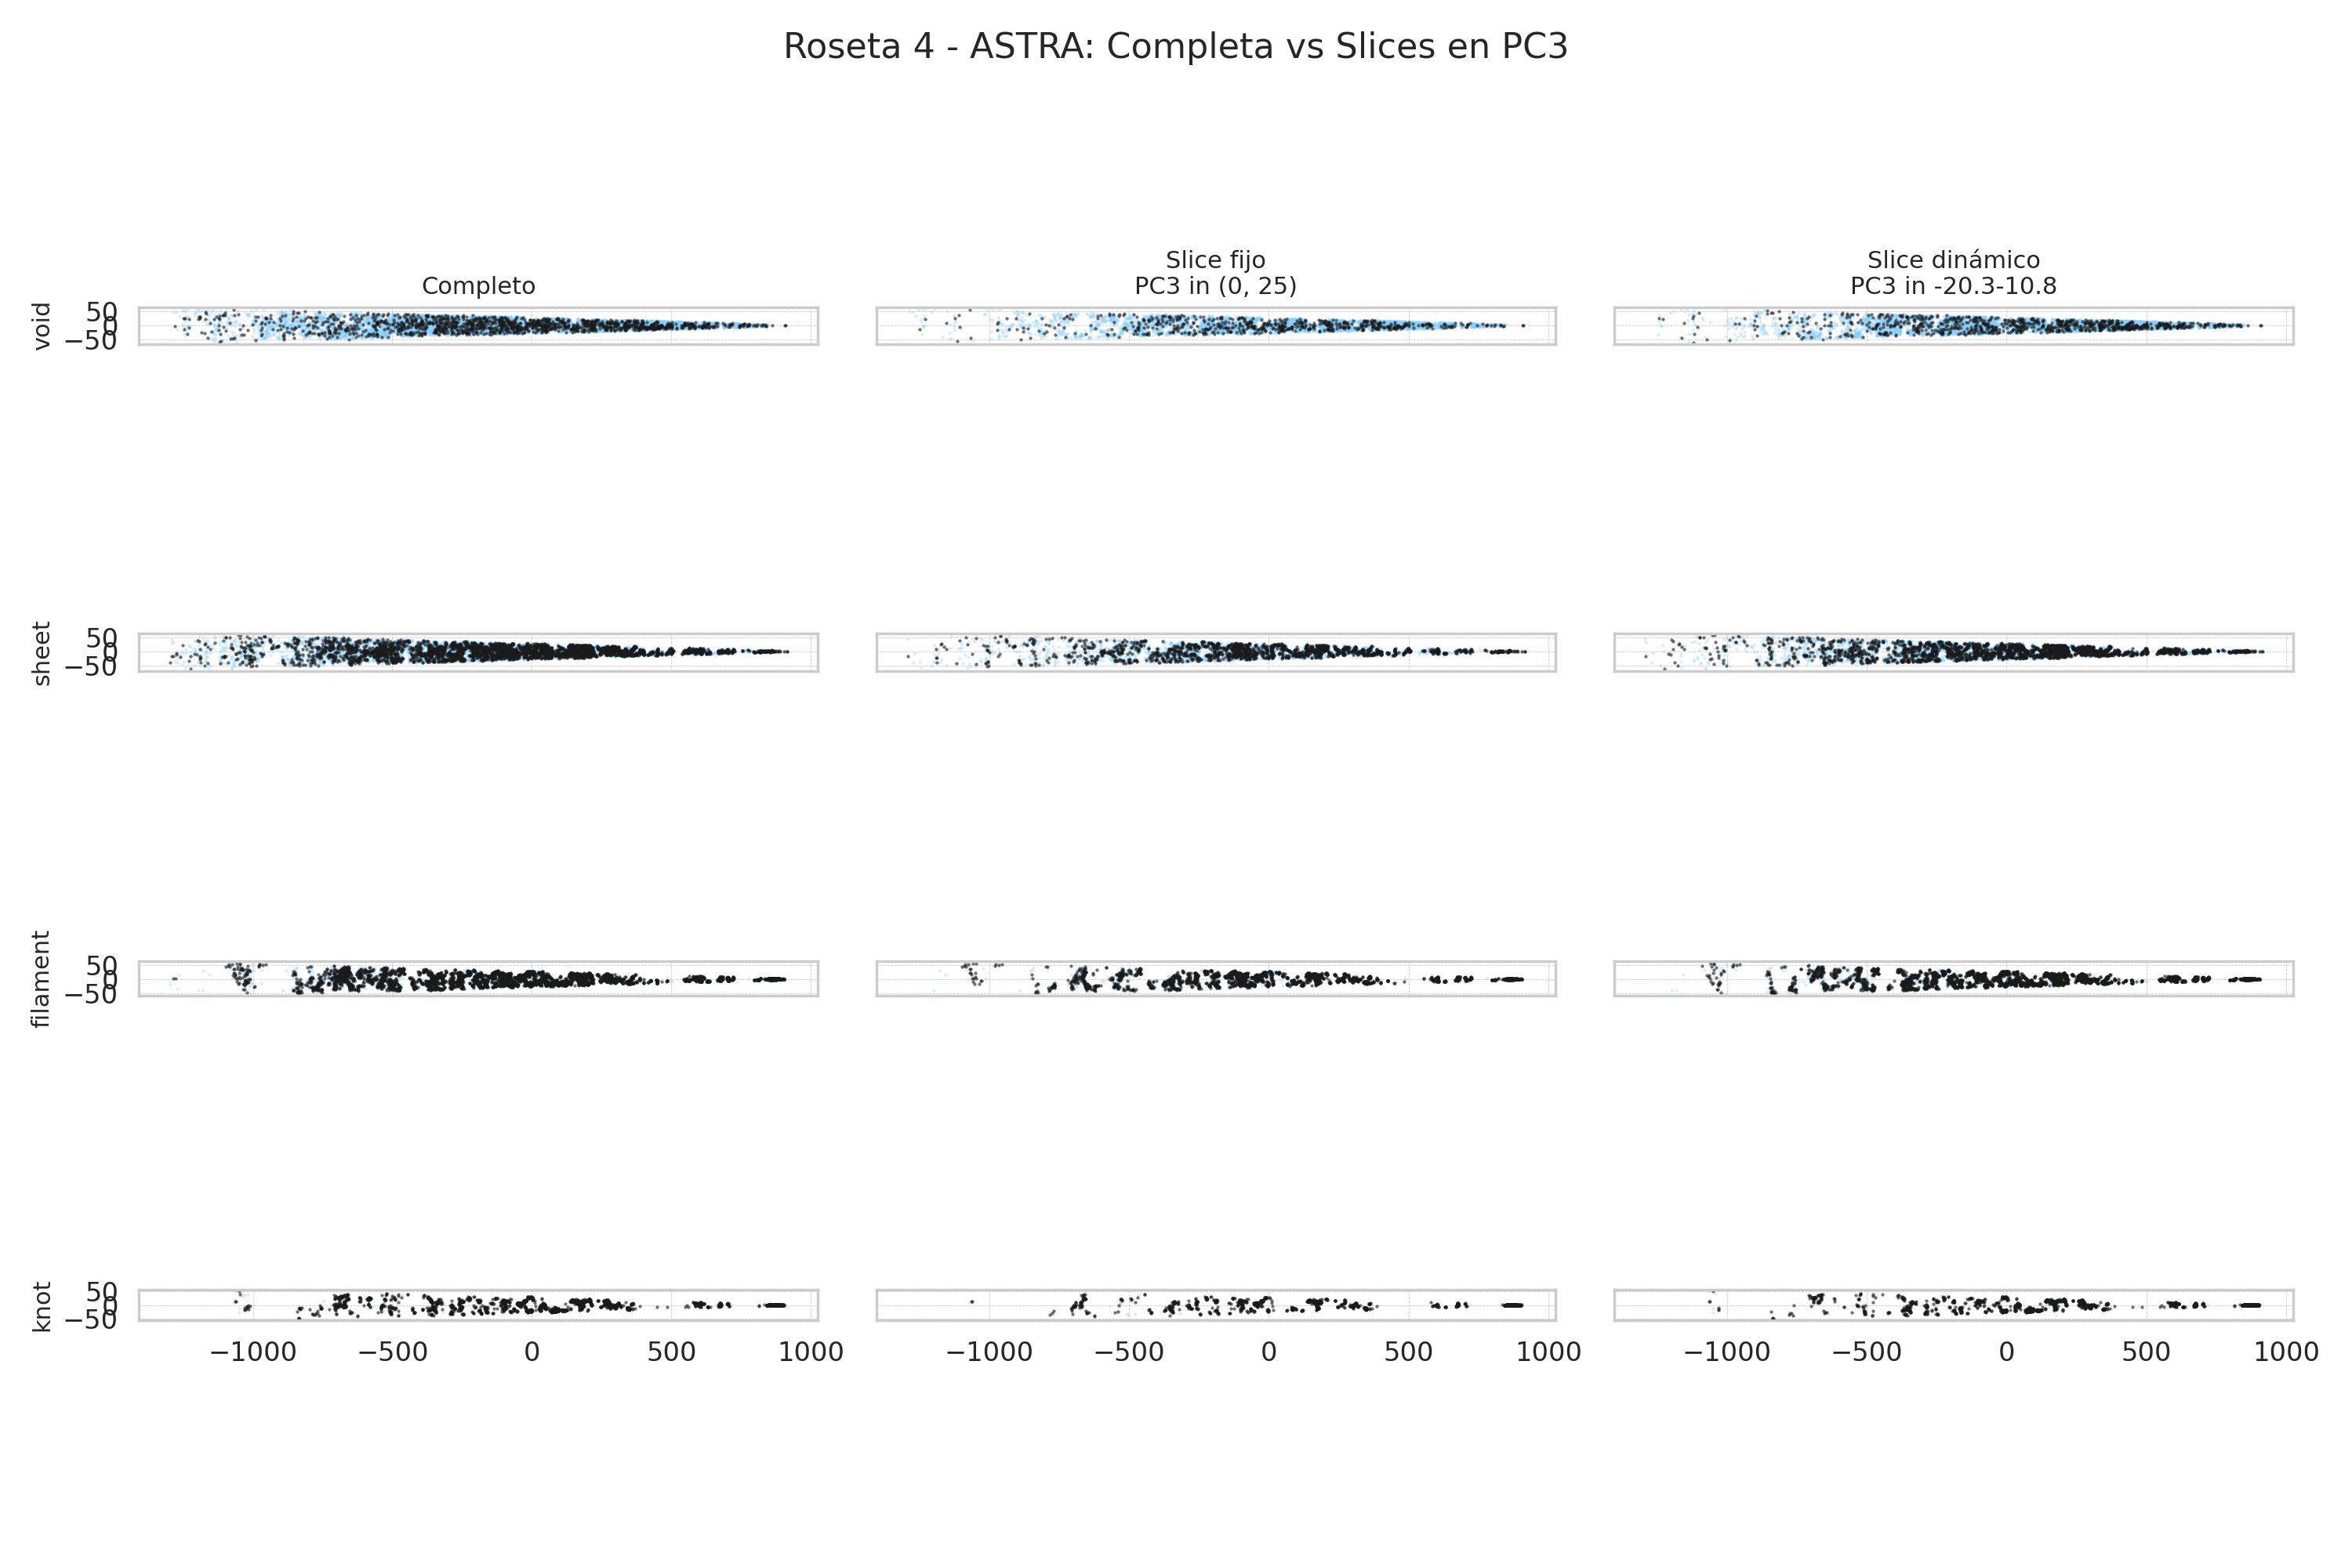 Roseta 4 - ASTRA: Completa vs Slices en PC3
Completo
Slice fijo
PC3 in (0, 25)
Slice dinámico
PC3 in -20.3-10.8
void
50
0
−50
sheet
50
0
−50
filament
50
0
−50
knot
50
0
−50
−1000 −500 0 500 1000
−1000 −500 0 500 1000
−1000 −500 0 500 1000